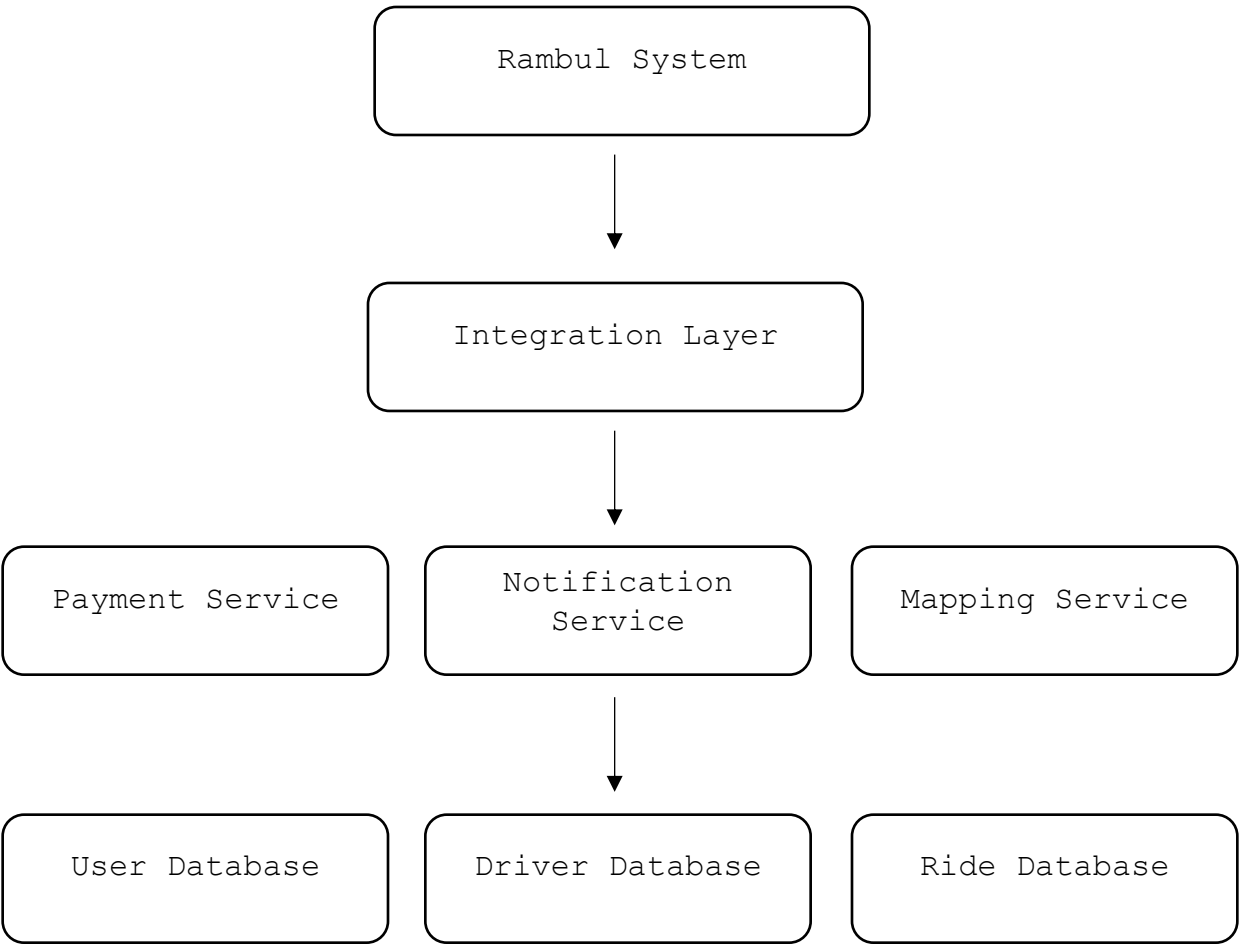 Rambul System
Integration Layer
Payment Service
Notification
Service
Mapping Service
User Database
Driver Database
Ride Database